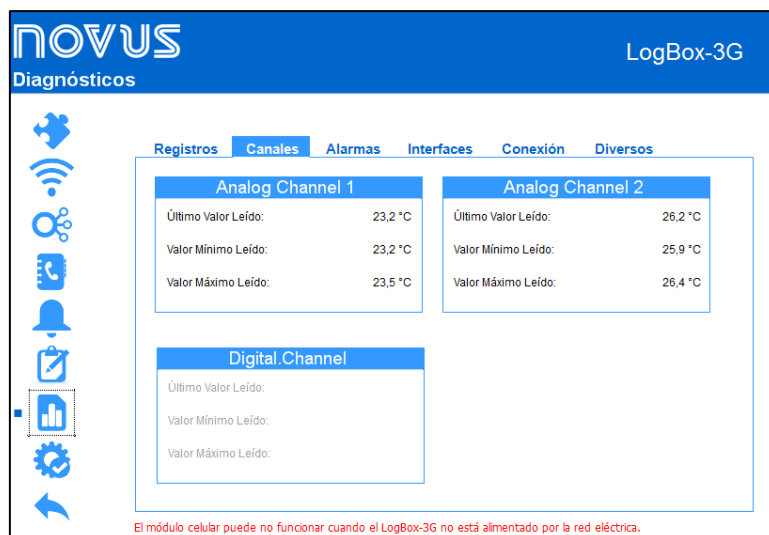 NOVUS
LogBox-3G
Diagnósticos
Registros Canales Alarmas Interfaces Conexión Diversos
Analog Channel 1
Último Valor Leído: 23,2 °C
Valor Mínimo Leído: 23,2 °C
Valor Máximo Leído: 23,5 °C
Analog Channel 2
Último Valor Leído: 26,2 °C
Valor Mínimo Leído: 25,9 °C
Valor Máximo Leído: 26,4 °C
Digital.Channel
Último Valor Leído:
Valor Mínimo Leído:
Valor Máximo Leído:
El módulo celular puede no funcionar cuando el LogBox-3G no está alimentado por la red eléctrica.